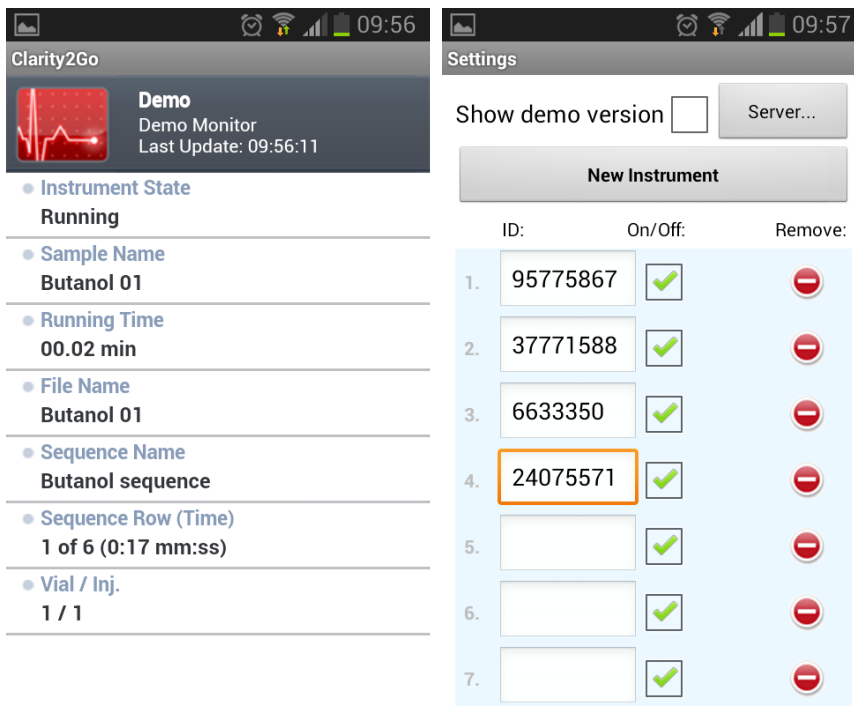 09:56
Clarity2Go
Demo
Demo Monitor
Last Update: 09:56:11
Instrument State
Running
Sample Name
Butanol 01
Running Time
00.02 min
File Name
Butanol 01
Sequence Name
Butanol sequence
Sequence Row (Time)
1 of 6 (0:17 mm:ss)
Vial / Inj.
1 / 1
09:57
Settings
Show demo version
Server...
New Instrument
ID: On/Off: Remove:
1. 95775867
2. 37771588
3. 6633350
4. 24075571
5.
6.
7.